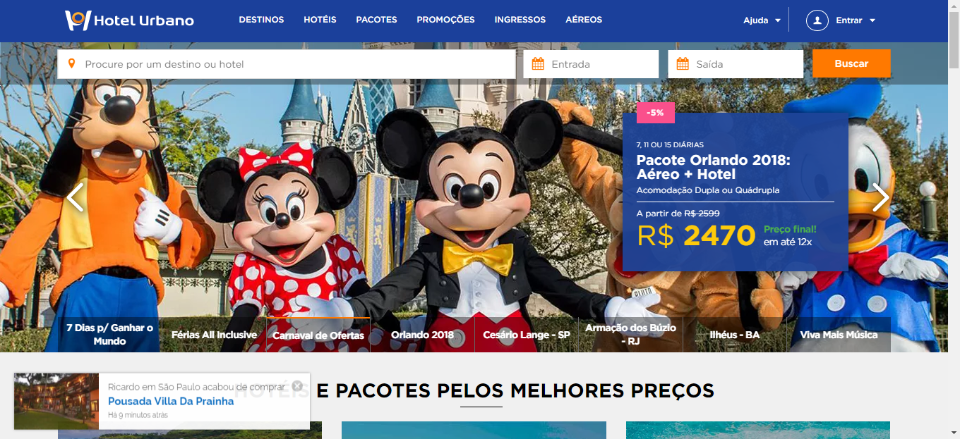 Hotel Urbano
DESTINOS HOTÉIS PACOTES PROMOÇÕES INGRESSOS AÉREOS
Ajuda
Entrar
Procure por um destino ou hotel
Entrada
Saída
Buscar
-5%
7, 11 OU 15 DIÁRIAS
Pacote Orlando 2018:
Aéreo + Hotel
Acomodação Dupla ou Quádrupla
A partir de R$ 2599
R$ 2470
Preço final!
em até 12x
7 Dias p/ Ganhar o
Mundo
Férias All Inclusive
Carnaval de Ofertas
Orlando 2018
Cesário Lange - SP
Armação dos Búzio
- RJ
Ilhéus - BA
Viva Mais Música
HOTÉIS E PACOTES PELOS MELHORES PREÇOS
Ricardo em São Paulo acabou de comprar
Pousada Villa Da Prainha
Há 9 minutos atrás